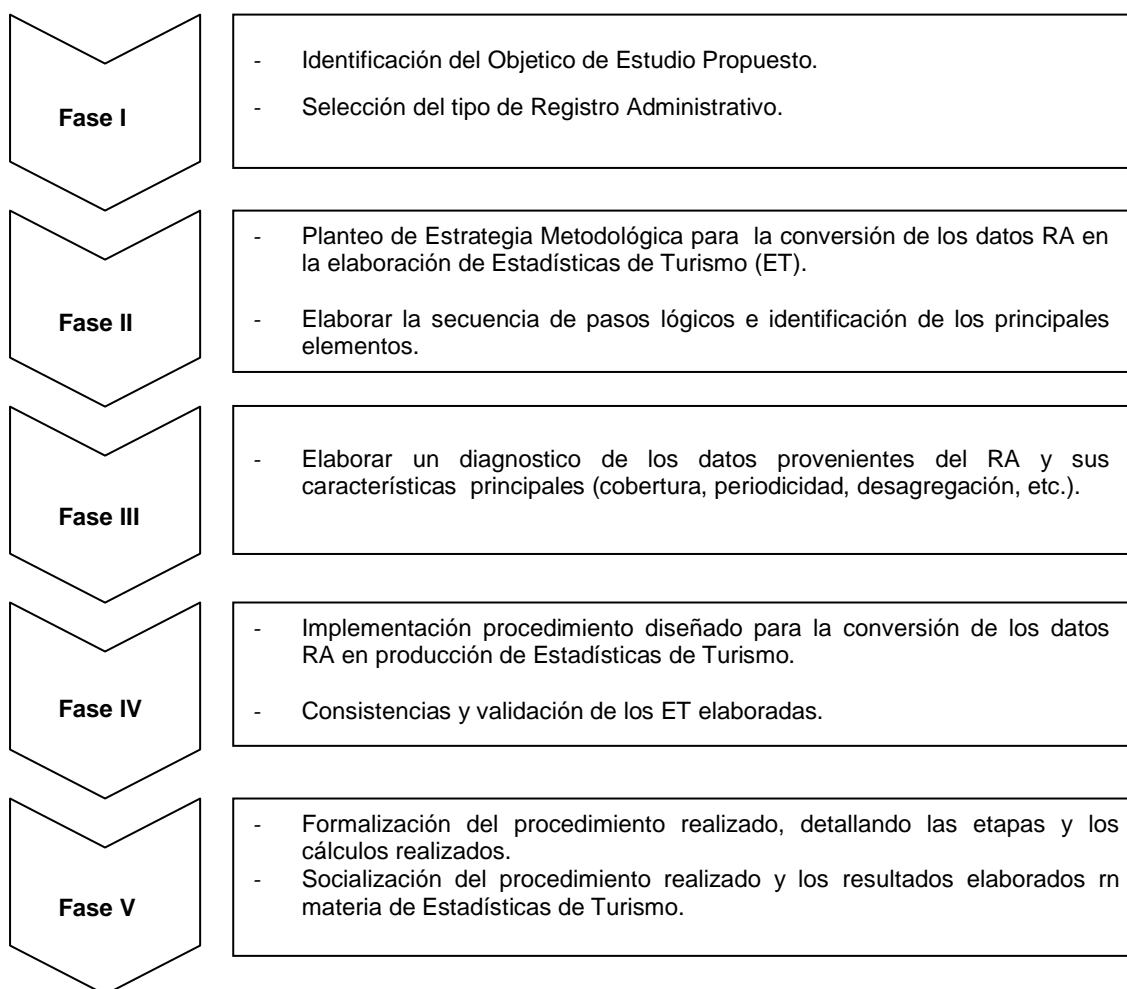 Fase I
- Identificación del Objetico de Estudio Propuesto.
- Selección del tipo de Registro Administrativo.
Fase II
- Planteo de Estrategia Metodológica para la conversión de los datos RA en
la elaboración de Estadísticas de Turismo (ET).
- Elaborar la secuencia de pasos lógicos e identificación de los principales
elementos.
Fase III
- Elaborar un diagnostico de los datos provenientes del RA y sus
características principales (cobertura, periodicidad, desagregación, etc.).
Fase IV
- Implementación procedimiento diseñado para la conversión de los datos
RA en producción de Estadísticas de Turismo.
- Consistencias y validación de los ET elaboradas.
Fase V
- Formalización del procedimiento realizado, detallando las etapas y los
cálculos realizados.
- Socialización del procedimiento realizado y los resultados elaborados rn
materia de Estadísticas de Turismo.